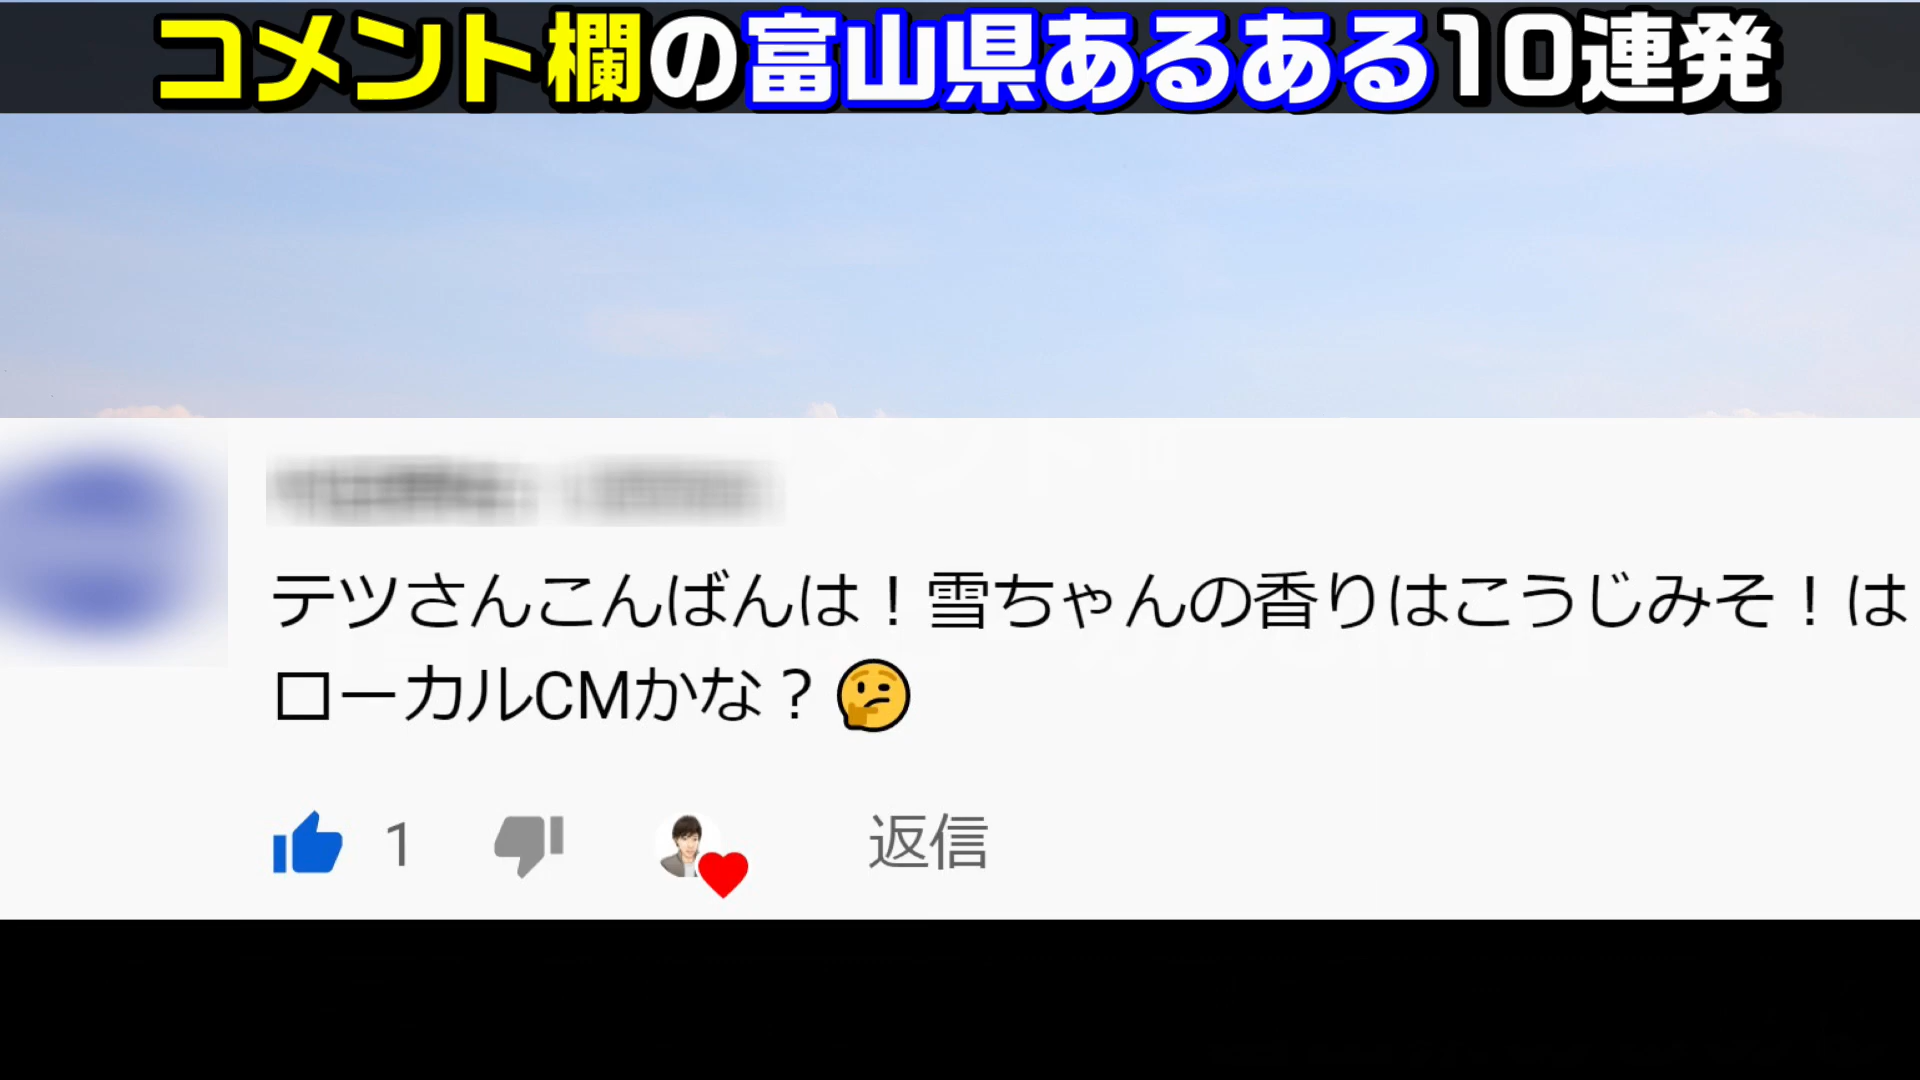 コメント欄の富山県あるある10連発
テツさんこんばんは！雪ちゃんの香りはこうじみそ！は
ローカルCMかな？🤔
1
返信